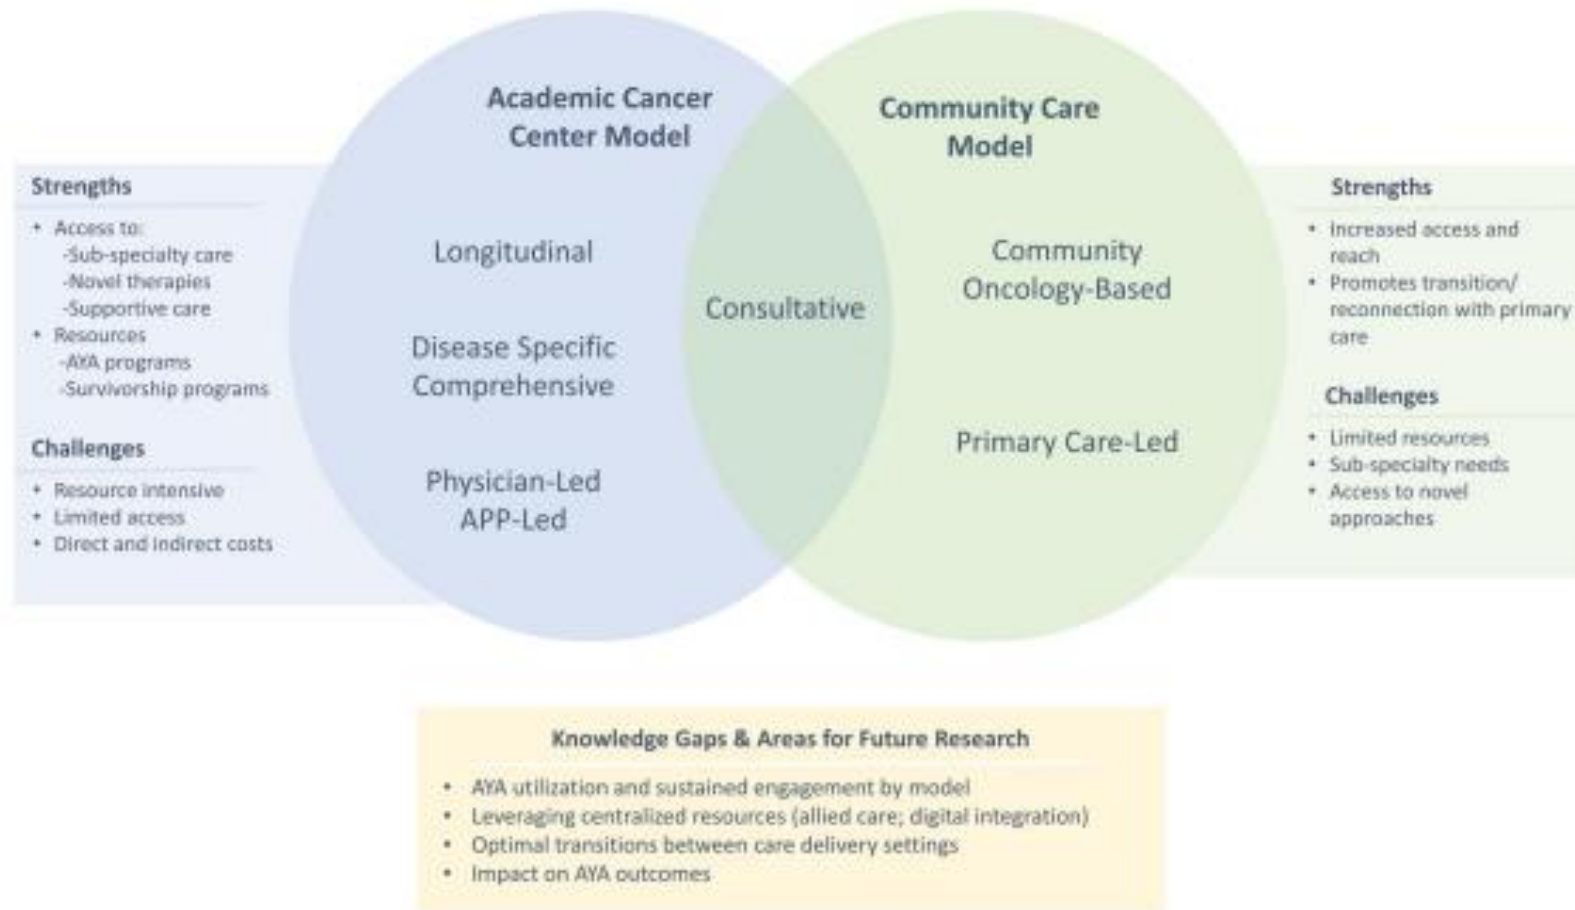 Academic Cancer
Center Model
Longitudinal
Disease Specific
Comprehensive
Physician-Led
APP-Led
Consultative
Community Care
Model
Community
Oncology-Based
Primary Care-Led
Strengths
• Access to:
-Sub-specialty care
-Novel therapies
-Supportive care
• Resources
-AYA programs
-Survivorship programs
Challenges
• Resource intensive
• Limited access
• Direct and indirect costs
Strengths
• Increased access and
reach
• Promotes transition/
reconnection with primary
care
Challenges
• Limited resources
• Sub-specialty needs
• Access to novel
approaches
Knowledge Gaps & Areas for Future Research
• AYA utilization and sustained engagement by model
• Leveraging centralized resources (allied care; digital integration)
• Optimal transitions between care delivery settings
• Impact on AYA outcomes